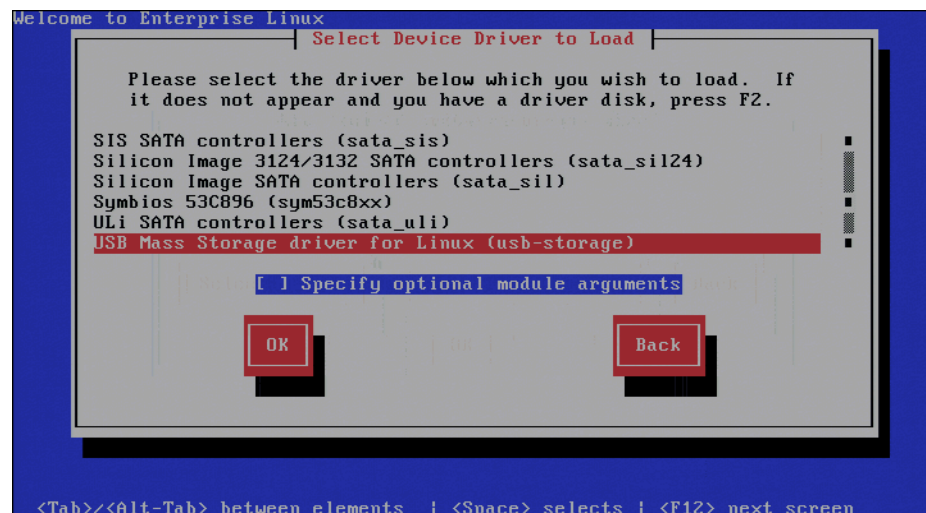 Welcome to Enterprise Linux
Select Device Driver to Load
Please select the driver below which you wish to load.  If
it does not appear and you have a driver disk, press F2.
SIS SATA controllers (sata_sis)
Silicon Image 3124/3132 SATA controllers (sata_sil24)
Silicon Image SATA controllers (sata_sil)
Symbios 53C896 (sym53c8xx)
ULi SATA controllers (sata_uli)
USB Mass Storage driver for Linux (usb-storage)
[ ] Specify optional module arguments
OK Back
<Tab>/<Alt-Tab> between elements  | <Space> selects | <F12> next screen